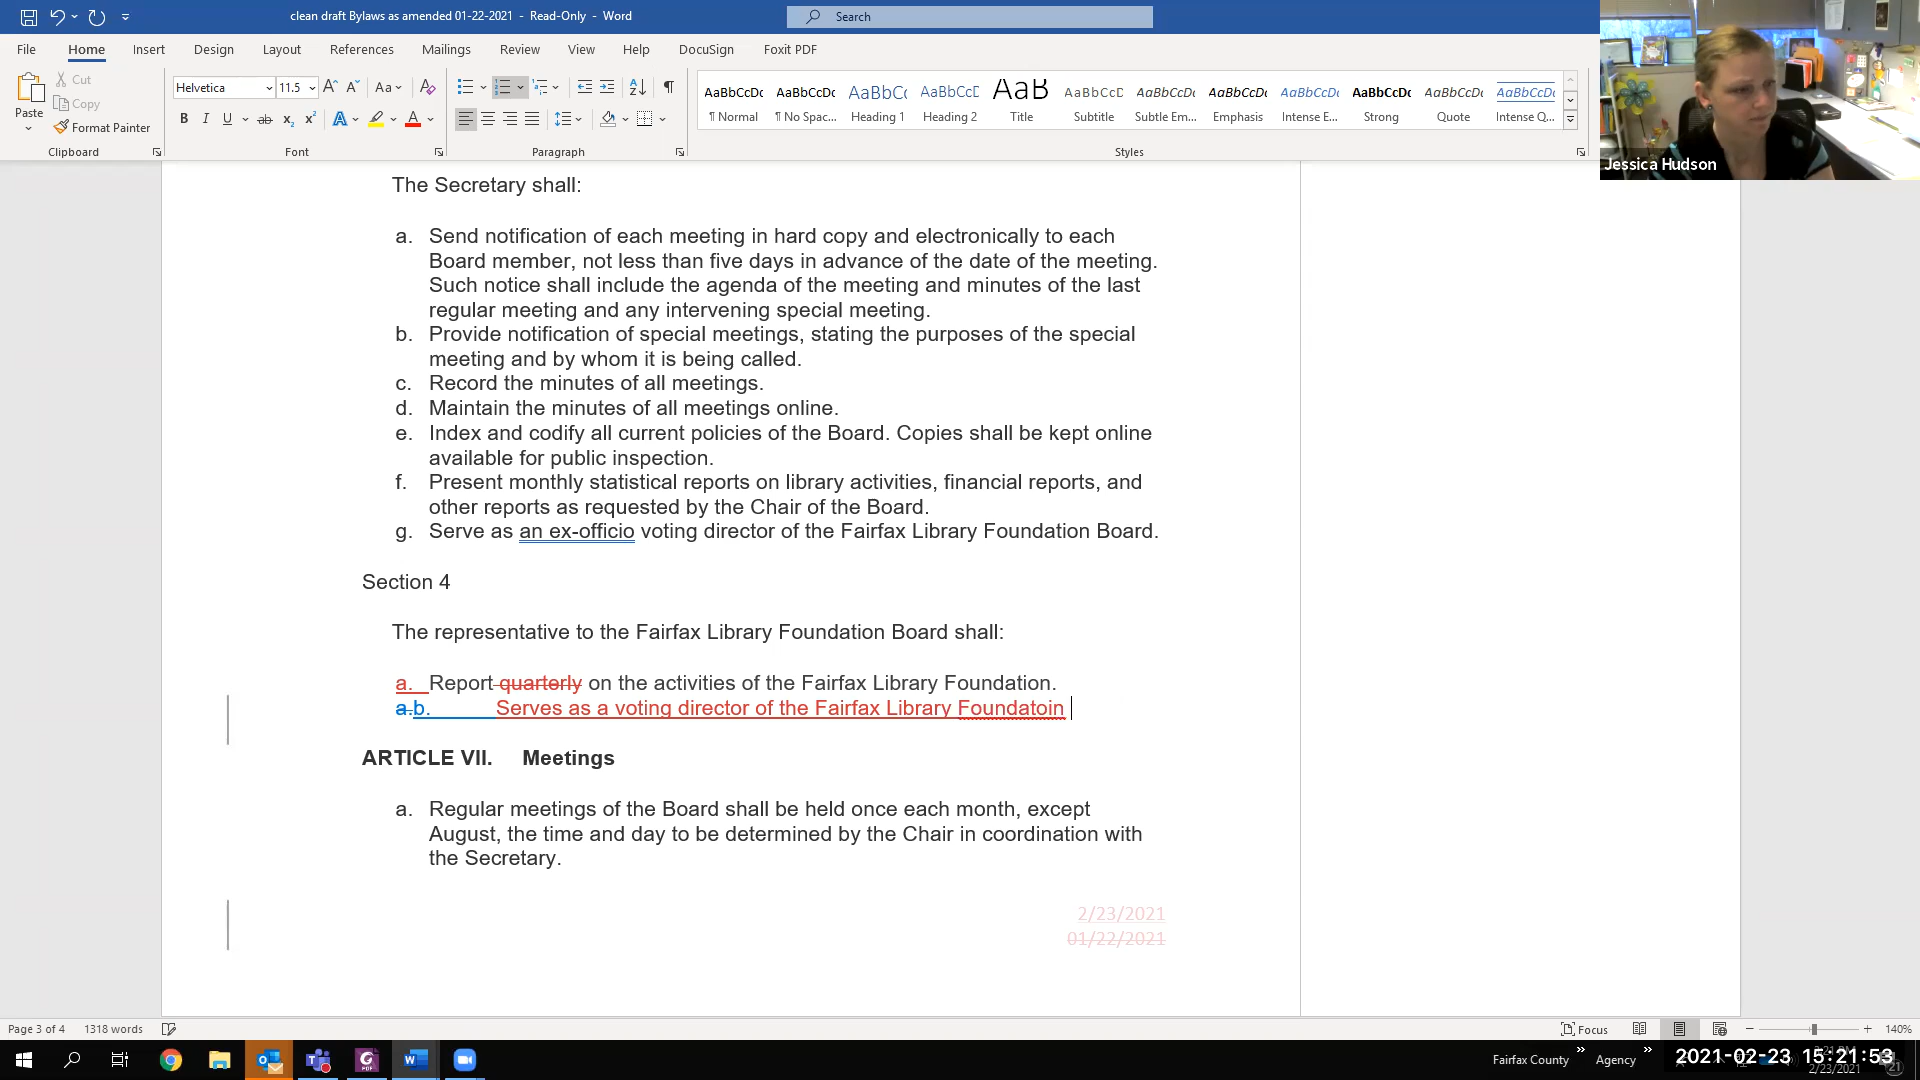 clean draft Bylaws as amended 01-22-2021 - Read-Only - Word
Search
File Home Insert Design Layout References Mailings Review View Help DocuSign Foxit PDF
Paste
Cut
Copy
Format Painter
Clipboard
Helvetica 11.5
Font
Paragraph
AaBbCcDc AaBbCcDc AaBbCc AaBbCcD AaB AaBbCcD AaBbCcDc AaBbCcDc AaBbCcDc AaBbCcDc AaBbCcDc AaBbCcDc
¶ Normal ¶ No Spac... Heading 1 Heading 2 Title Subtitle Subtle Em... Emphasis Intense E... Strong Quote Intense Q...
Styles
Jessica Hudson
The Secretary shall:
a. Send notification of each meeting in hard copy and electronically to each
Board member, not less than five days in advance of the date of the meeting.
Such notice shall include the agenda of the meeting and minutes of the last
regular meeting and any intervening special meeting.
b. Provide notification of special meetings, stating the purposes of the special
meeting and by whom it is being called.
c. Record the minutes of all meetings.
d. Maintain the minutes of all meetings online.
e. Index and codify all current policies of the Board. Copies shall be kept online
available for public inspection.
f. Present monthly statistical reports on library activities, financial reports, and
other reports as requested by the Chair of the Board.
g. Serve as an ex-officio voting director of the Fairfax Library Foundation Board.
Section 4
The representative to the Fairfax Library Foundation Board shall:
a. Report quarterly on the activities of the Fairfax Library Foundation.
a.b. Serves as a voting director of the Fairfax Library Foundatoin
ARTICLE VII. Meetings
a. Regular meetings of the Board shall be held once each month, except
August, the time and day to be determined by the Chair in coordination with
the Secretary.
2/23/2021
01/22/2021
Page 3 of 4 1318 words Focus 140%
Fairfax County Agency 2021-02-23 15:21:53
2/23/2021